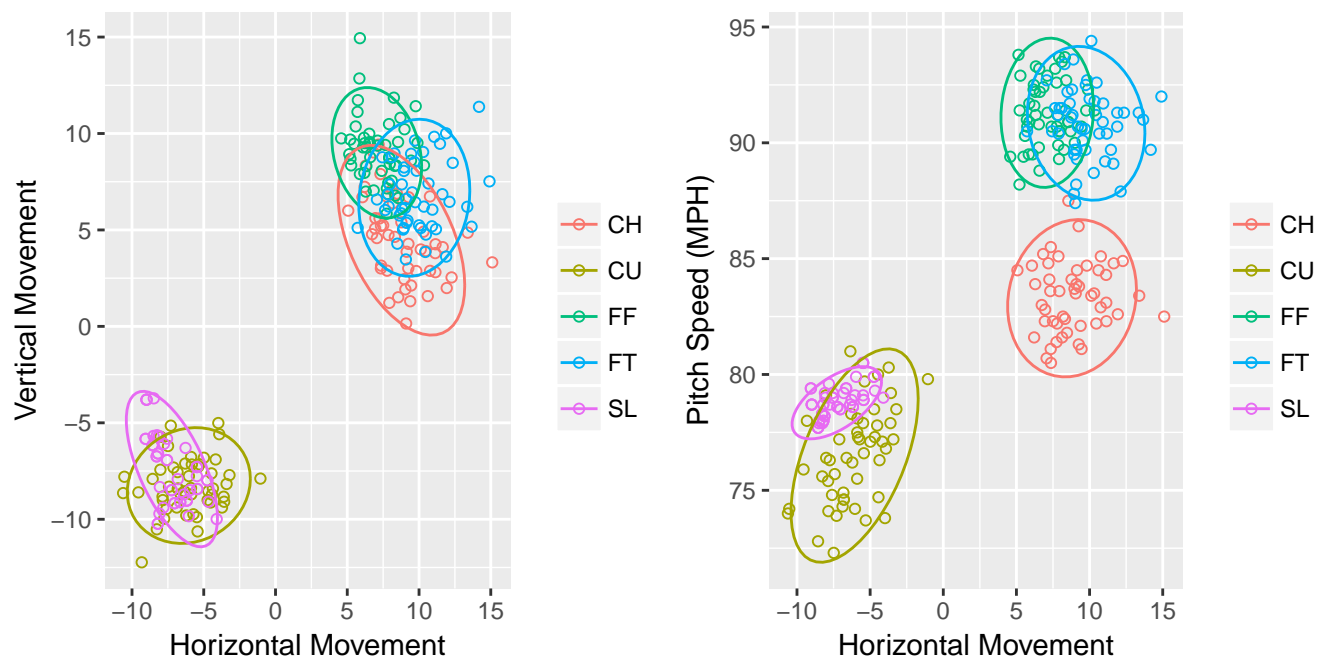 Vertical Movement
15
10
5
0
−5
−10
−10 −5 0 5 10 15
Horizontal Movement
CH
CU
FF
FT
SL
Pitch Speed (MPH)
95
90
85
80
75
−10 −5 0 5 10 15
Horizontal Movement
CH
CU
FF
FT
SL